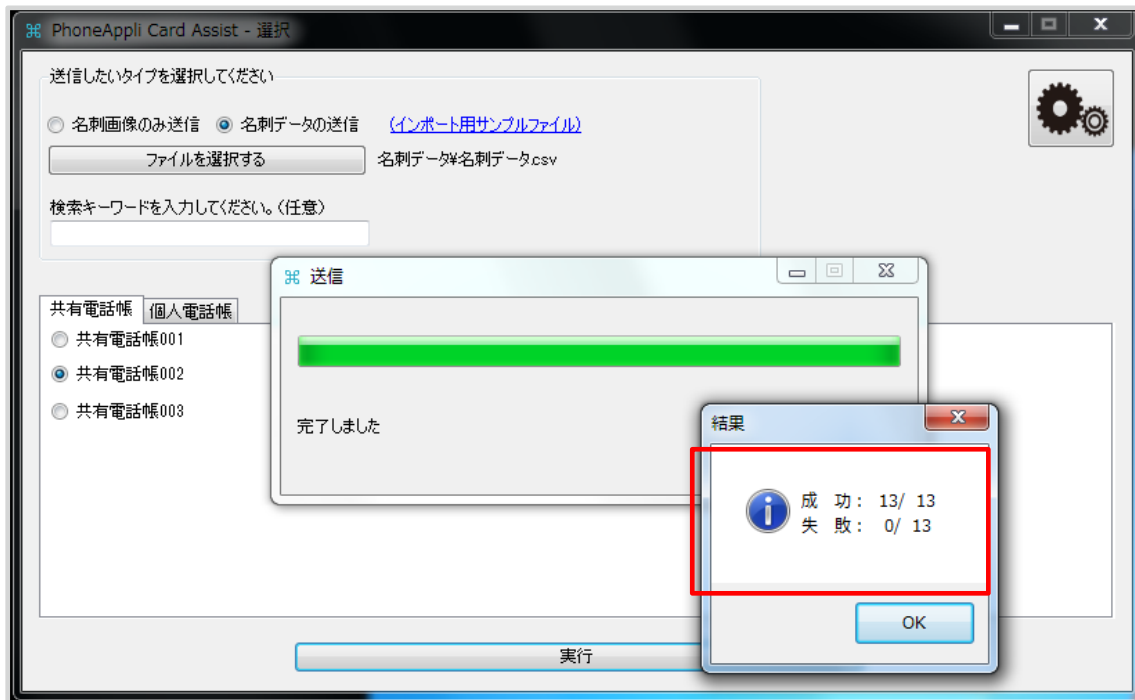 PhoneAppli Card Assist - 選択
送信したいタイプを選択してください
名刺画像のみ送信 名刺データの送信 (インポート用サンプルファイル)
ファイルを選択する 名刺データ¥名刺データ.csv
検索キーワードを入力してください。(任意)
共有電話帳 個人電話帳
共有電話帳001
共有電話帳002
共有電話帳003
送信
完了しました
結果
成 功: 13/ 13
失 敗: 0/ 13
OK
実行